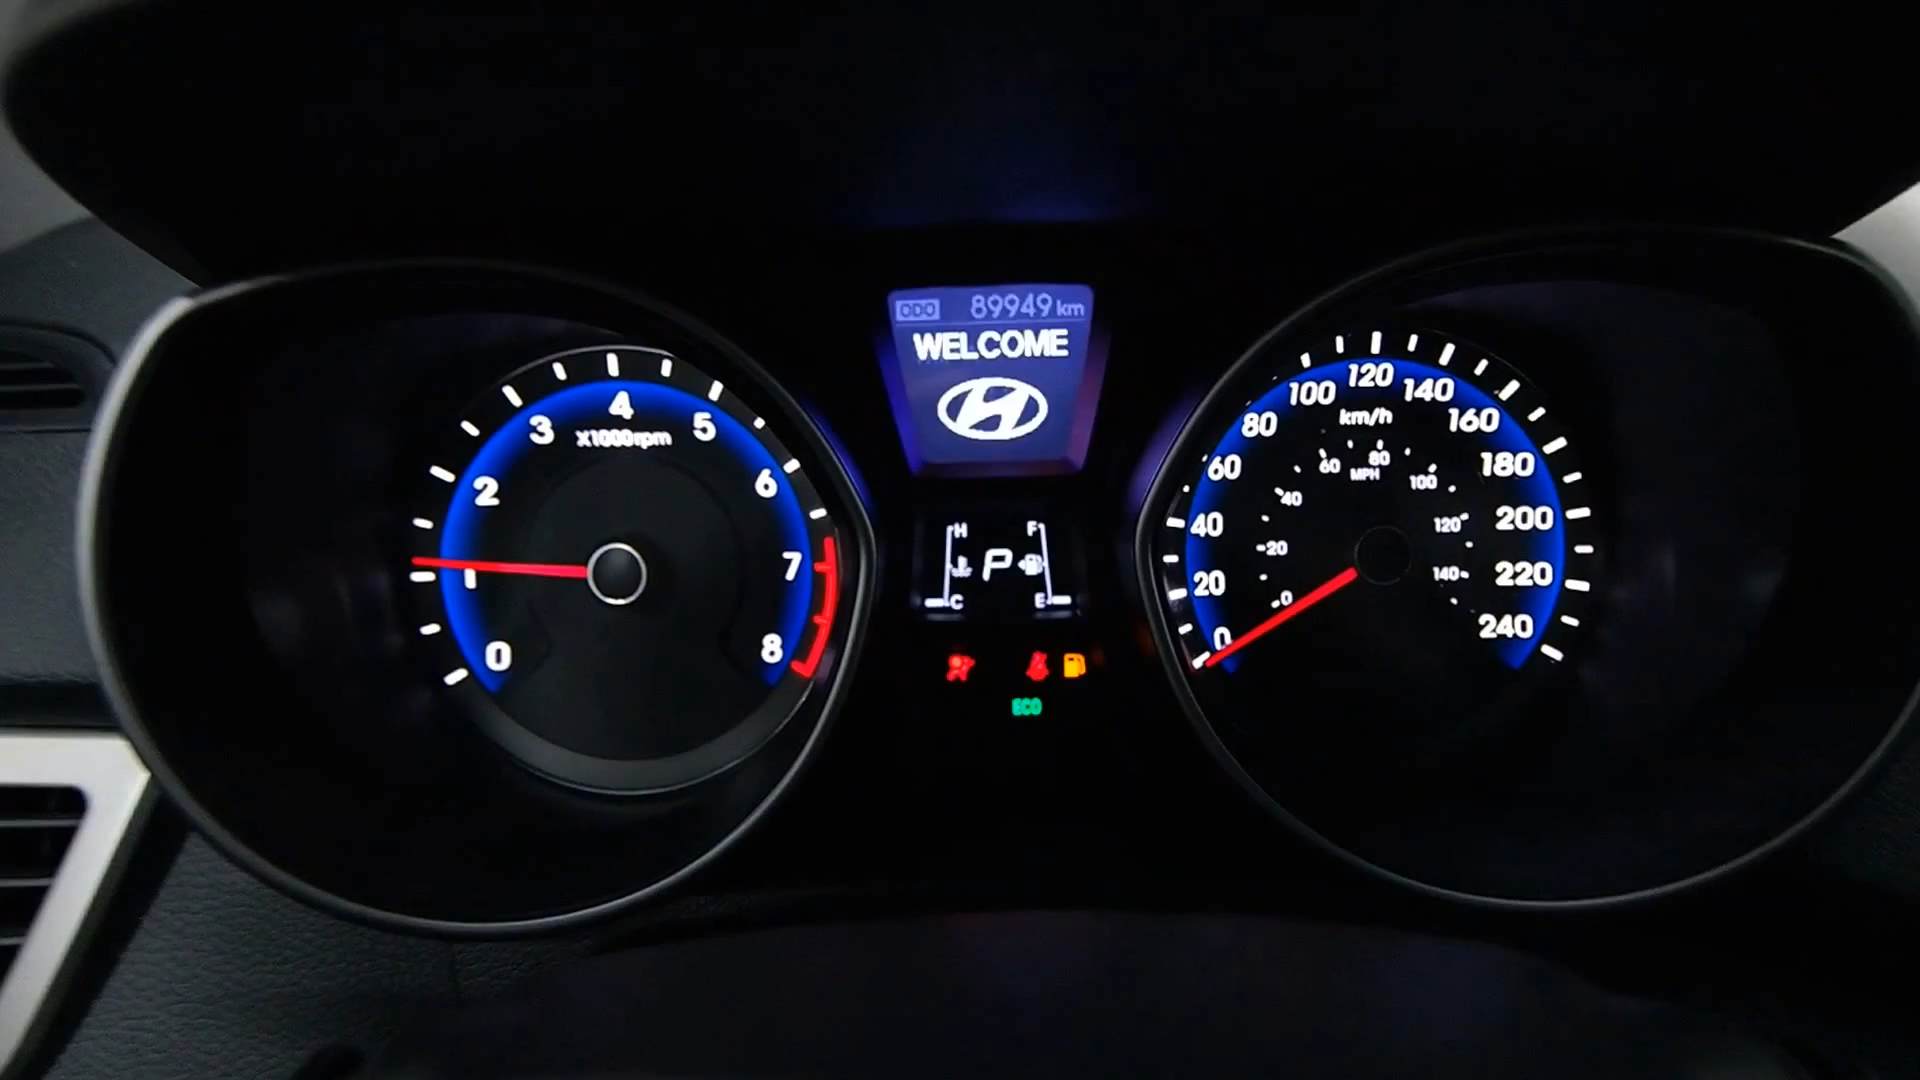 ODO 89949 km
WELCOME
0 1 2 3 4 5 6 7 8
X1000rpm
H F
P
C E
ECO
0 20 40 60 80 100 120 140 160 180 200 220 240
km/h
0 20 40 60 80 100 120 140
MPH